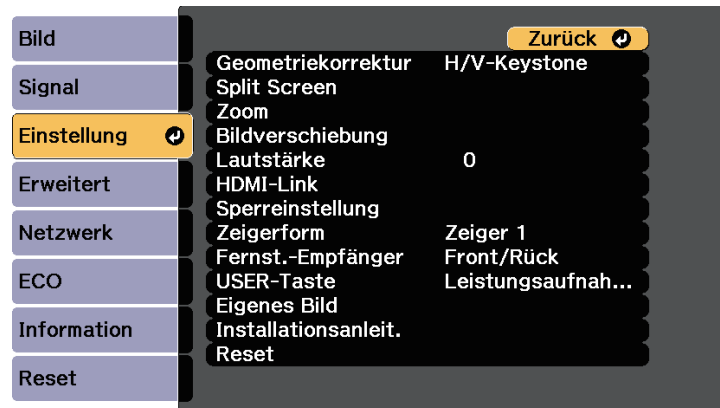 Bild
Signal
Einstellung
Erweitert
Netzwerk
ECO
Information
Reset
Zurück
Geometriekorrektur H/V-Keystone
Split Screen
Zoom
Bildverschiebung
Lautstärke 0
HDMI-Link
Sperreinstellung
Zeigerform Zeiger 1
Fernst.-Empfänger Front/Rück
USER-Taste Leistungsaufnah...
Eigenes Bild
Installationsanleit.
Reset